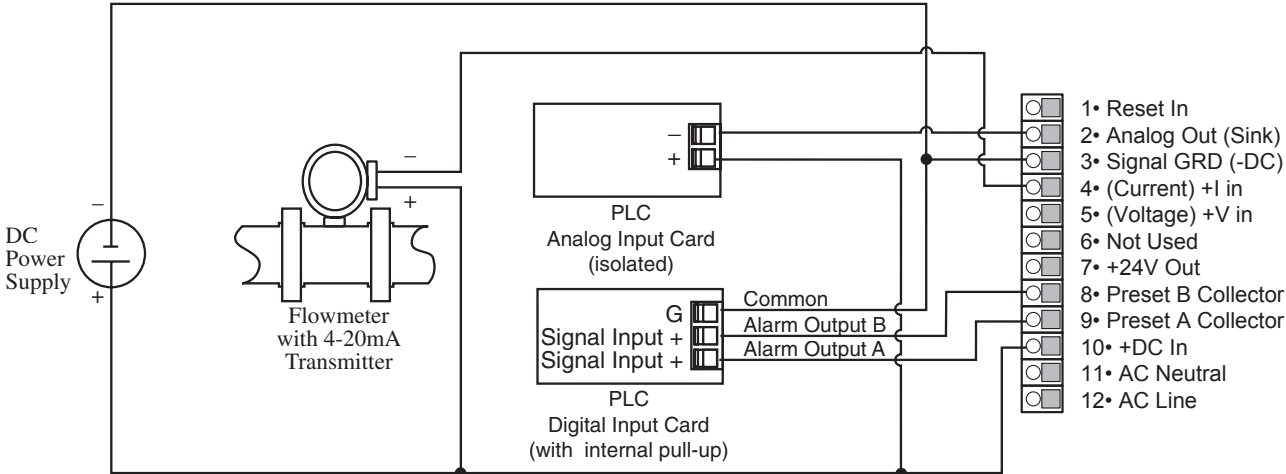 −
DC
Power
Supply
+
−
+
Flowmeter
with 4-20mA
Transmitter
−
+
PLC
Analog Input Card
(isolated)
G
Signal Input +
Signal Input +
Common
Alarm Output B
Alarm Output A
PLC
Digital Input Card
(with internal pull-up)
1• Reset In
2• Analog Out (Sink)
3• Signal GRD (-DC)
4• (Current) +I in
5• (Voltage) +V in
6• Not Used
7• +24V Out
8• Preset B Collector
9• Preset A Collector
10• +DC In
11• AC Neutral
12• AC Line